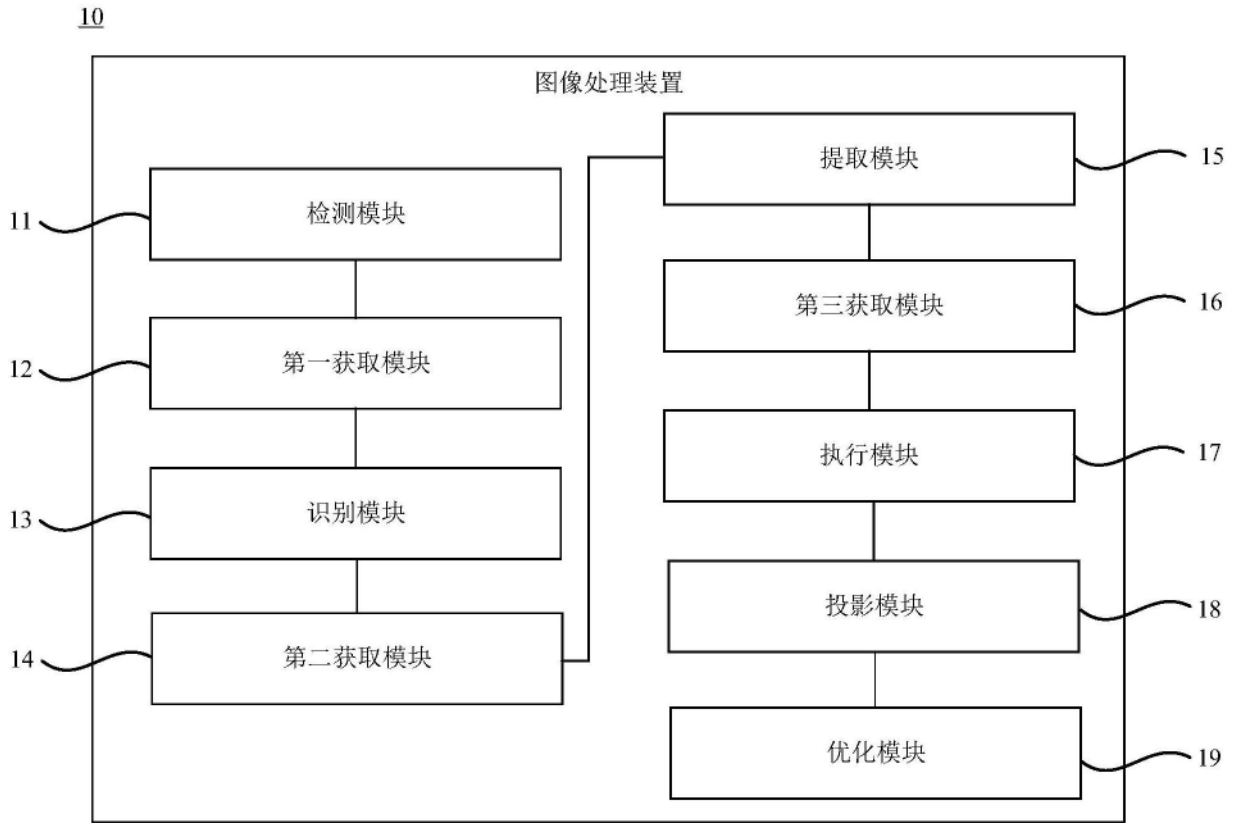 10
图像处理装置
11
检测模块
12
第一获取模块
13
识别模块
14
第二获取模块
提取模块
15
第三获取模块
16
执行模块
17
投影模块
18
优化模块
19